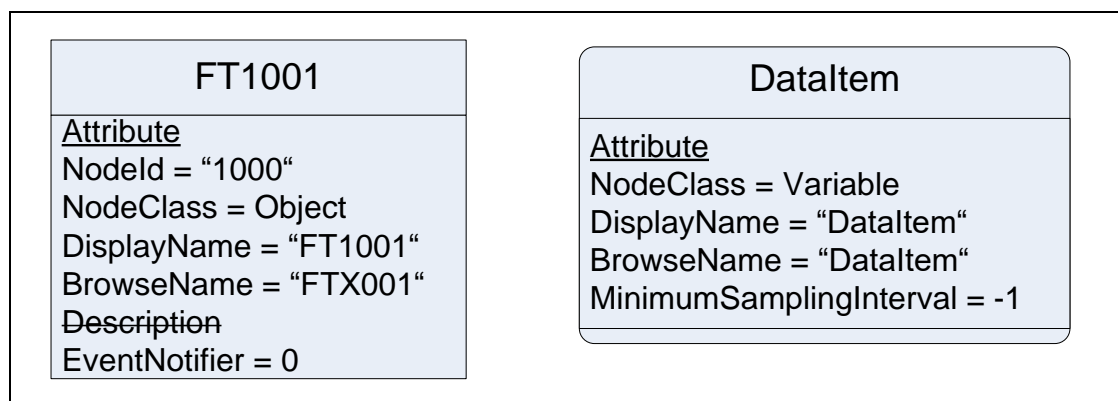 FT1001
Attribute
NodeId = “1000“
NodeClass = Object
DisplayName = “FT1001“
BrowseName = “FTX001“
Description
EventNotifier = 0
DataItem
Attribute
NodeClass = Variable
DisplayName = “DataItem“
BrowseName = “DataItem“
MinimumSamplingInterval = -1